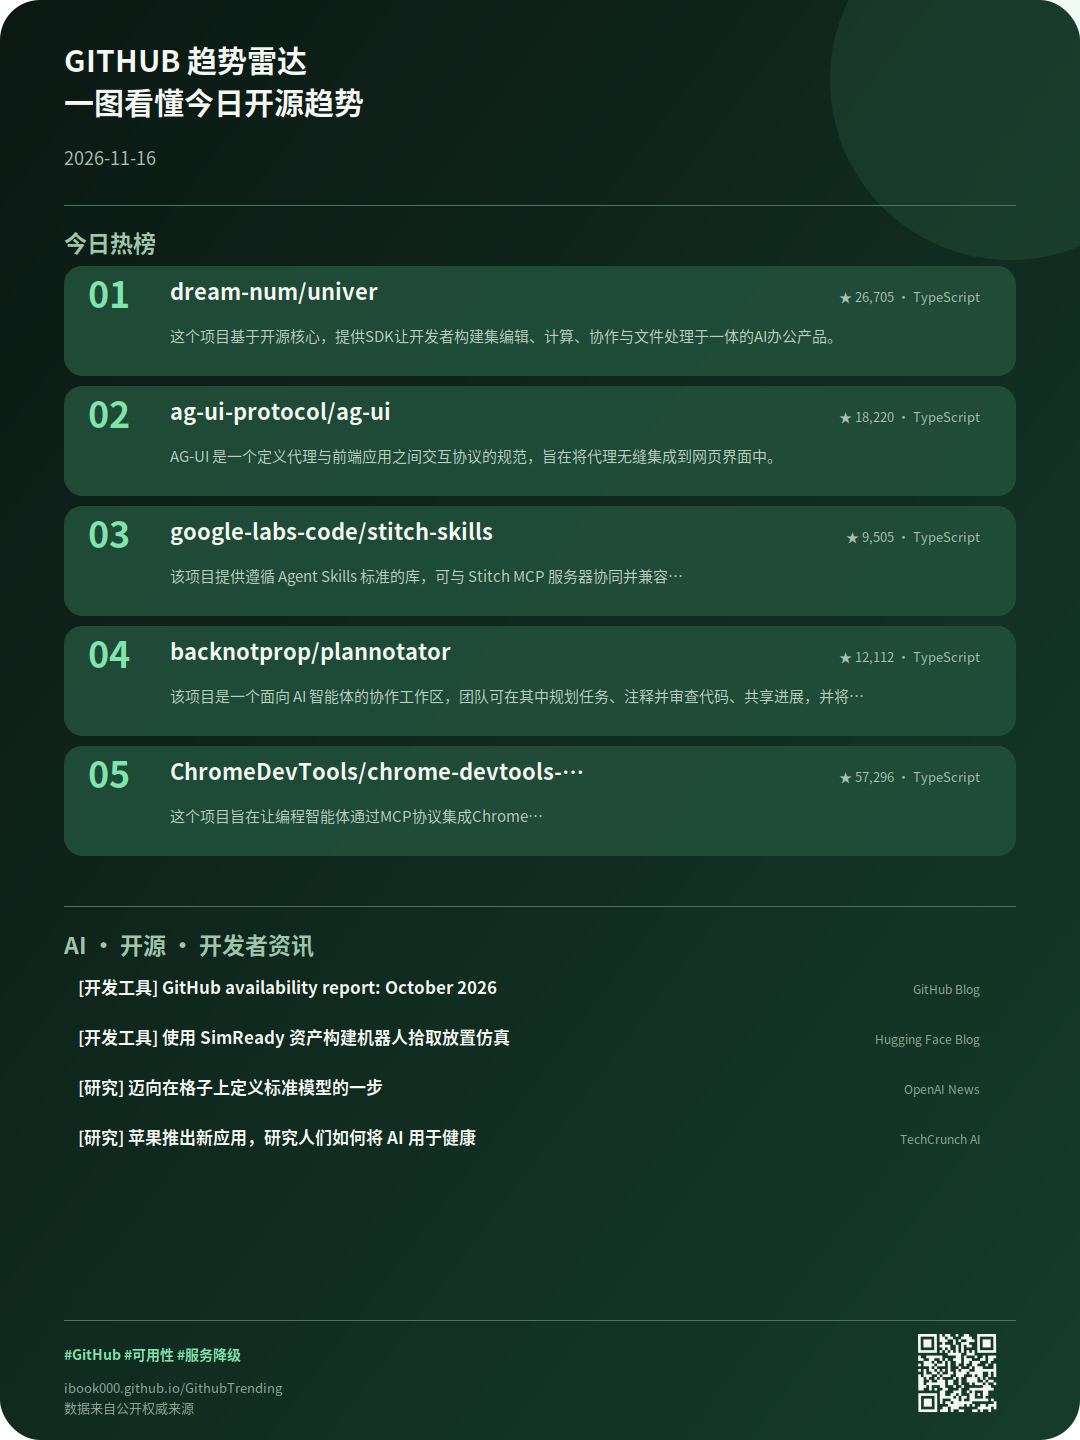 GITHUB 趋势雷达
一图看懂今日开源趋势
2026-11-16
今日热榜
01 dream-num/univer ★ 26,705 • TypeScript
这个项目基于开源核心，提供SDK让开发者构建集编辑、计算、协作与文件处理于一体的AI办公产品。
02 ag-ui-protocol/ag-ui ★ 18,220 • TypeScript
AG-UI 是一个定义代理与前端应用之间交互协议的规范，旨在将代理无缝集成到网页界面中。
03 google-labs-code/stitch-skills ★ 9,505 • TypeScript
该项目提供遵循 Agent Skills 标准的库，可与 Stitch MCP 服务器协同并兼容…
04 backnotprop/plannotator ★ 12,112 • TypeScript
该项目是一个面向 AI 智能体的协作工作区，团队可在其中规划任务、注释并审查代码、共享进展，并将…
05 ChromeDevTools/chrome-devtools-… ★ 57,296 • TypeScript
这个项目旨在让编程智能体通过MCP协议集成Chrome…
AI • 开源 • 开发者资讯
[开发工具] GitHub availability report: October 2026 GitHub Blog
[开发工具] 使用 SimReady 资产构建机器人拾取放置仿真 Hugging Face Blog
[研究] 迈向在格子上定义标准模型的一步 OpenAI News
[研究] 苹果推出新应用，研究人们如何将 AI 用于健康 TechCrunch AI
#GitHub #可用性 #服务降级
ibook000.github.io/GithubTrending
数据来自公开权威来源